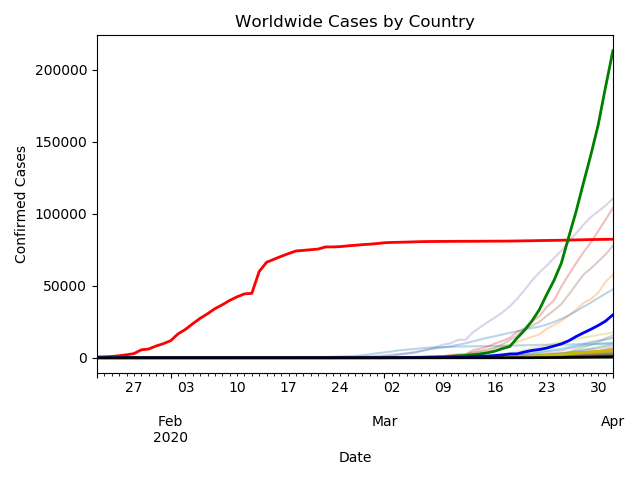 Worldwide Cases by Country
Confirmed Cases
200000
150000
100000
50000
0
27 03 10 17 24 02 09 16 23 30
Feb Mar Apr
2020
Date